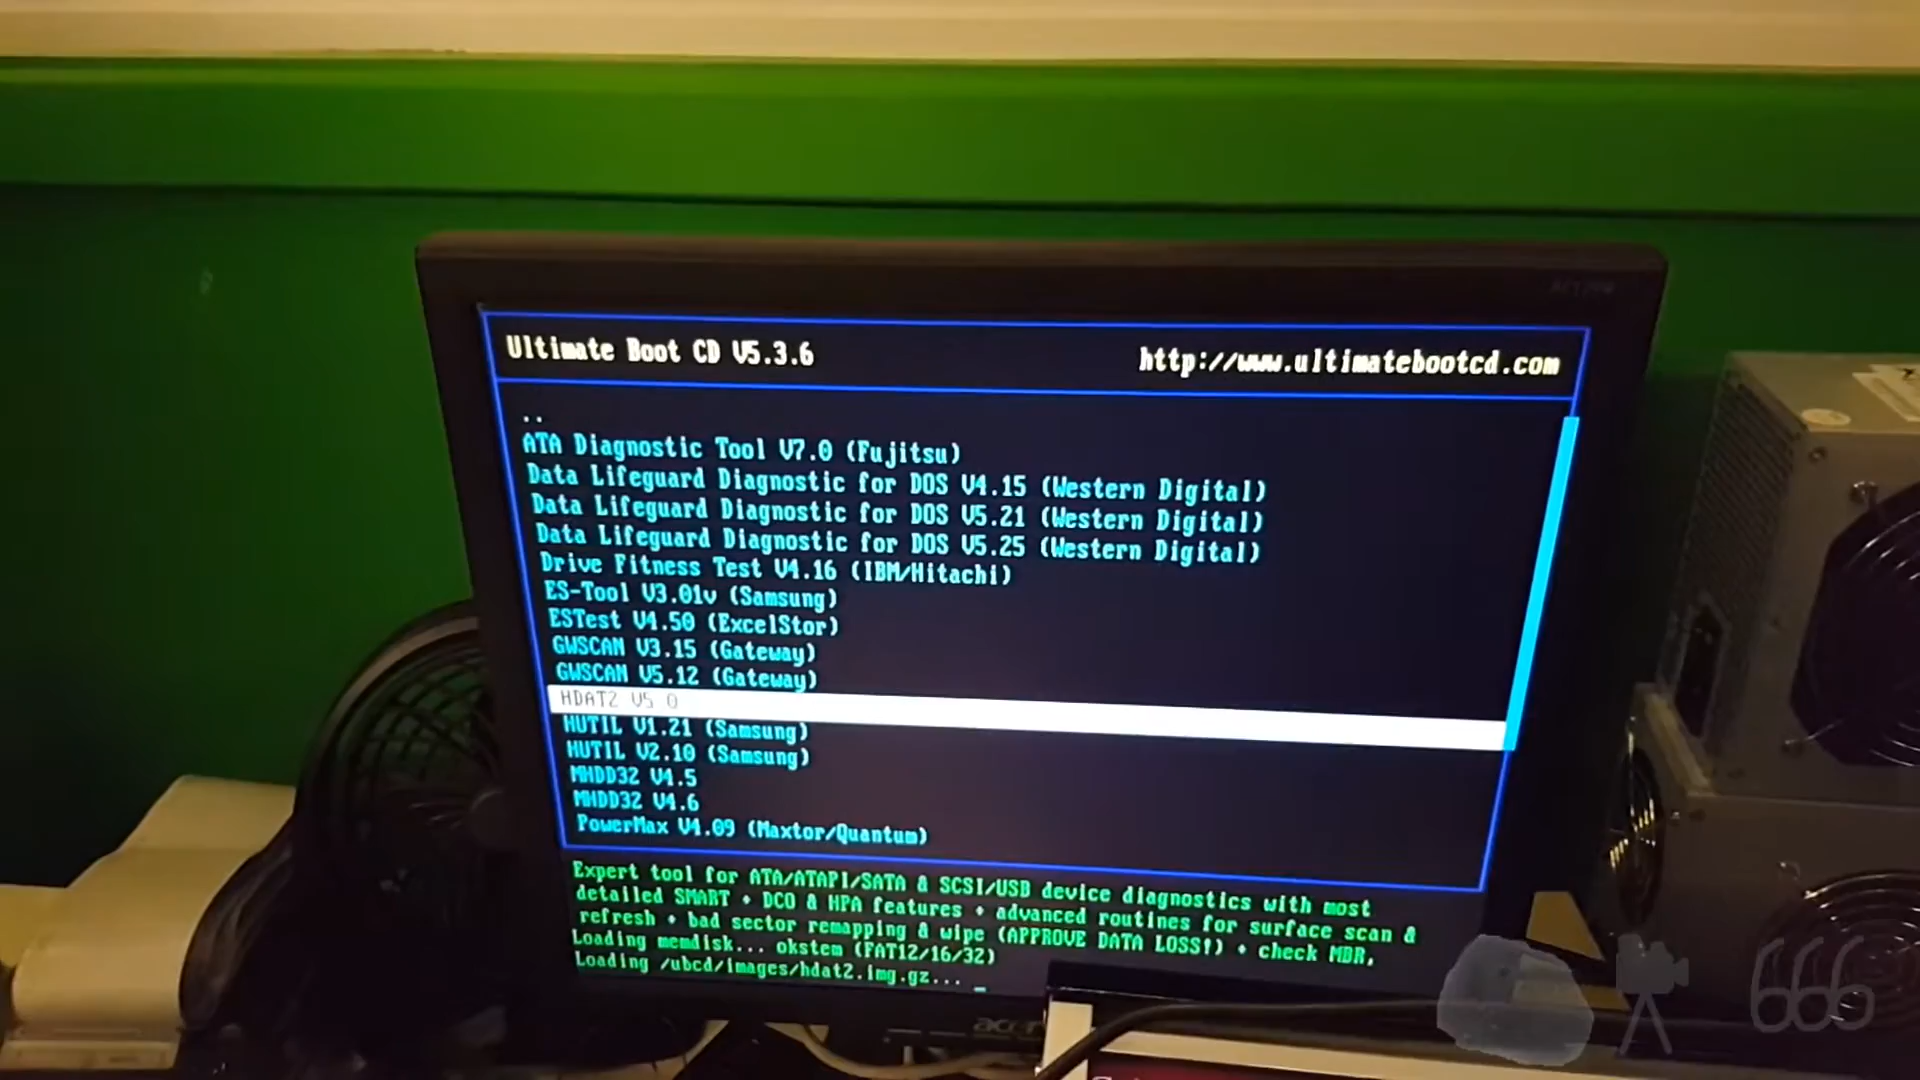 Ultimate Boot CD V5.3.6
http://www.ultimatebootcd.com
..
ATA Diagnostic Tool V7.0 (Fujitsu)
Data Lifeguard Diagnostic for DOS V4.15 (Western Digital)
Data Lifeguard Diagnostic for DOS V5.21 (Western Digital)
Data Lifeguard Diagnostic for DOS V5.25 (Western Digital)
Drive Fitness Test V4.16 (IBM/Hitachi)
ES-Tool V3.01v (Samsung)
ESTest V4.50 (ExcelStor)
GWSCAN V3.15 (Gateway)
GWSCAN V5.12 (Gateway)
HDAT2 V5 0
HUTIL V1.21 (Samsung)
HUTIL V2.10 (Samsung)
MHDD32 V4.5
MHDD32 V4.6
PowerMax V4.09 (Maxtor/Quantum)
Expert tool for ATA/ATAPI/SATA & SCSI/USB device diagnostics with most
detailed SMART + DCO & HPA features + advanced routines for surface scan &
refresh + bad sector remapping & wipe (APPROVE DATA LOSS!) + check MBR,
Loading memdisk... okstem (FAT12/16/32)
Loading /ubcd/images/hdat2.img.gz... _
acer
666